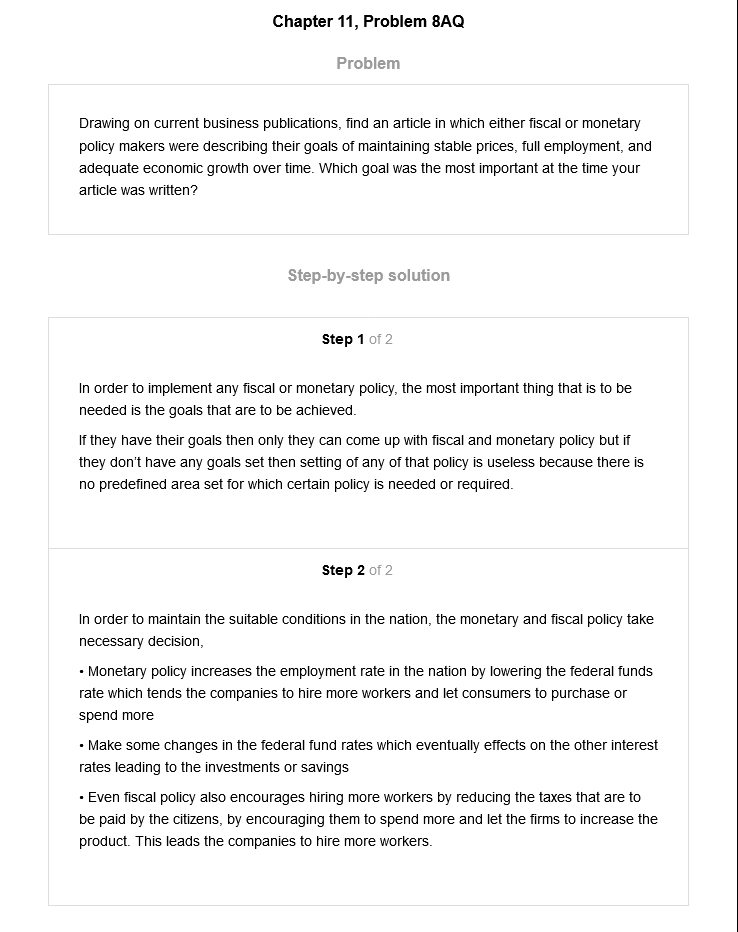 Chapter 11, Problem 8AQ
Problem
Drawing on current business publications, find an article in which either fiscal or monetary
policy makers were describing their goals of maintaining stable prices, full employment, and
adequate economic growth over time. Which goal was the most important at the time your
article was written?
Step-by-step solution
Step 1 of 2
In order to implement any fiscal or monetary policy, the most important thing that is to be
needed is the goals that are to be achieved.
If they have their goals then only they can come up with fiscal and monetary policy but if
they don't have any goals set then setting of any of that policy is useless because there is
no predefined area set for which certain policy is needed or required.
Step 2 of 2
In order to maintain the suitable conditions in the nation, the monetary and fiscal policy take
necessary decision,
• Monetary policy increases the employment rate in the nation by lowering the federal funds
rate which tends the companies to hire more workers and let consumers to purchase or
spend more
• Make some changes in the federal fund rates which eventually effects on the other interest
rates leading to the investments or savings
• Even fiscal policy also encourages hiring more workers by reducing the taxes that are to
be paid by the citizens, by encouraging them to spend more and let the firms to increase the
product. This leads the companies to hire more workers.